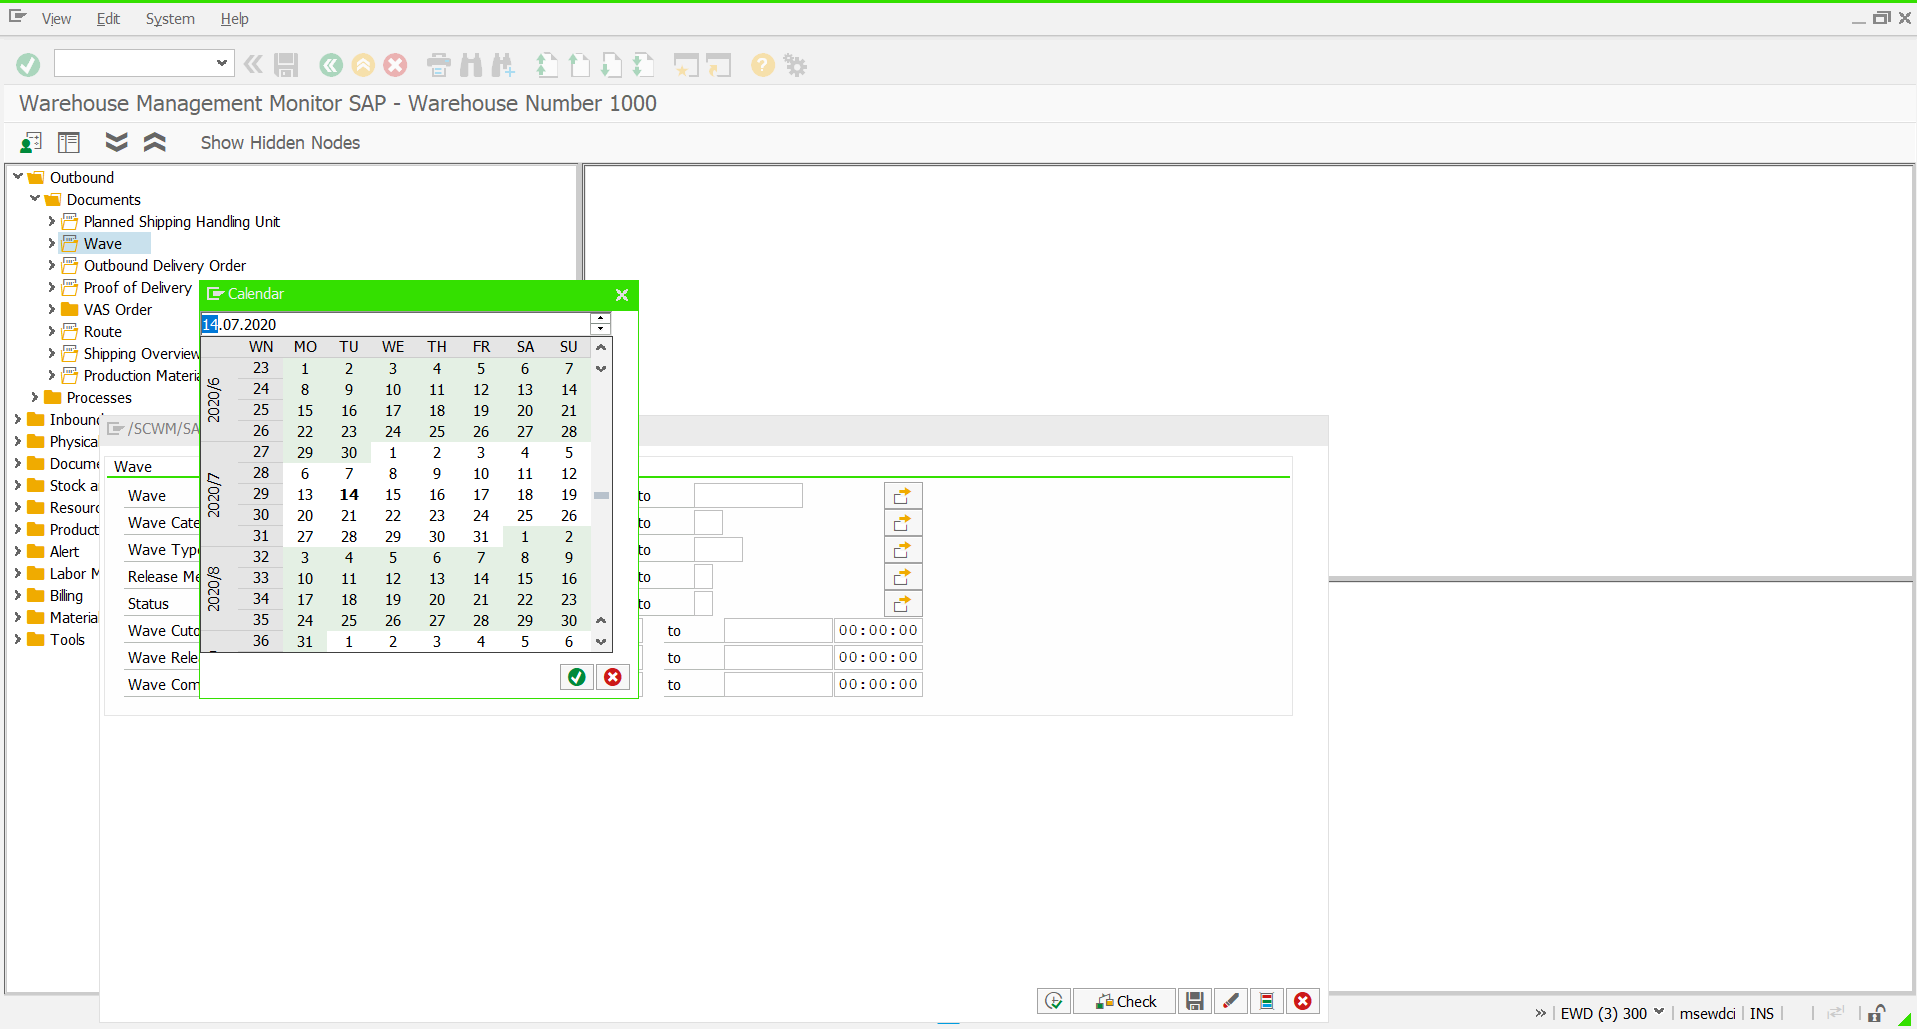 View Edit System Help
Warehouse Management Monitor SAP - Warehouse Number 1000
Show Hidden Nodes
Outbound
Documents
Planned Shipping Handling Unit
Wave
Outbound Delivery Order
Proof of Delivery
VAS Order
Route
Shipping Overview
Production Materia
Processes
Inbound
Physica
Docume
Stock a
Resourc
Product
Alert
Labor M
Billing
Material
Tools
Calendar
14.07.2020
WN MO TU WE TH FR SA SU
2020/6
23 1 2 3 4 5 6 7
24 8 9 10 11 12 13 14
25 15 16 17 18 19 20 21
26 22 23 24 25 26 27 28
2020/7
27 29 30 1 2 3 4 5
28 6 7 8 9 10 11 12
29 13 14 15 16 17 18 19
30 20 21 22 23 24 25 26
31 27 28 29 30 31 1 2
2020/8
32 3 4 5 6 7 8 9
33 10 11 12 13 14 15 16
34 17 18 19 20 21 22 23
35 24 25 26 27 28 29 30
36 31 1 2 3 4 5 6
/SCWM/SA
Wave
Wave to
Wave Cate to
Wave Type to
Release Me to
Status to
Wave Cuto to 00:00:00
Wave Rele to 00:00:00
Wave Com to 00:00:00
Check
EWD (3) 300 msewdci INS